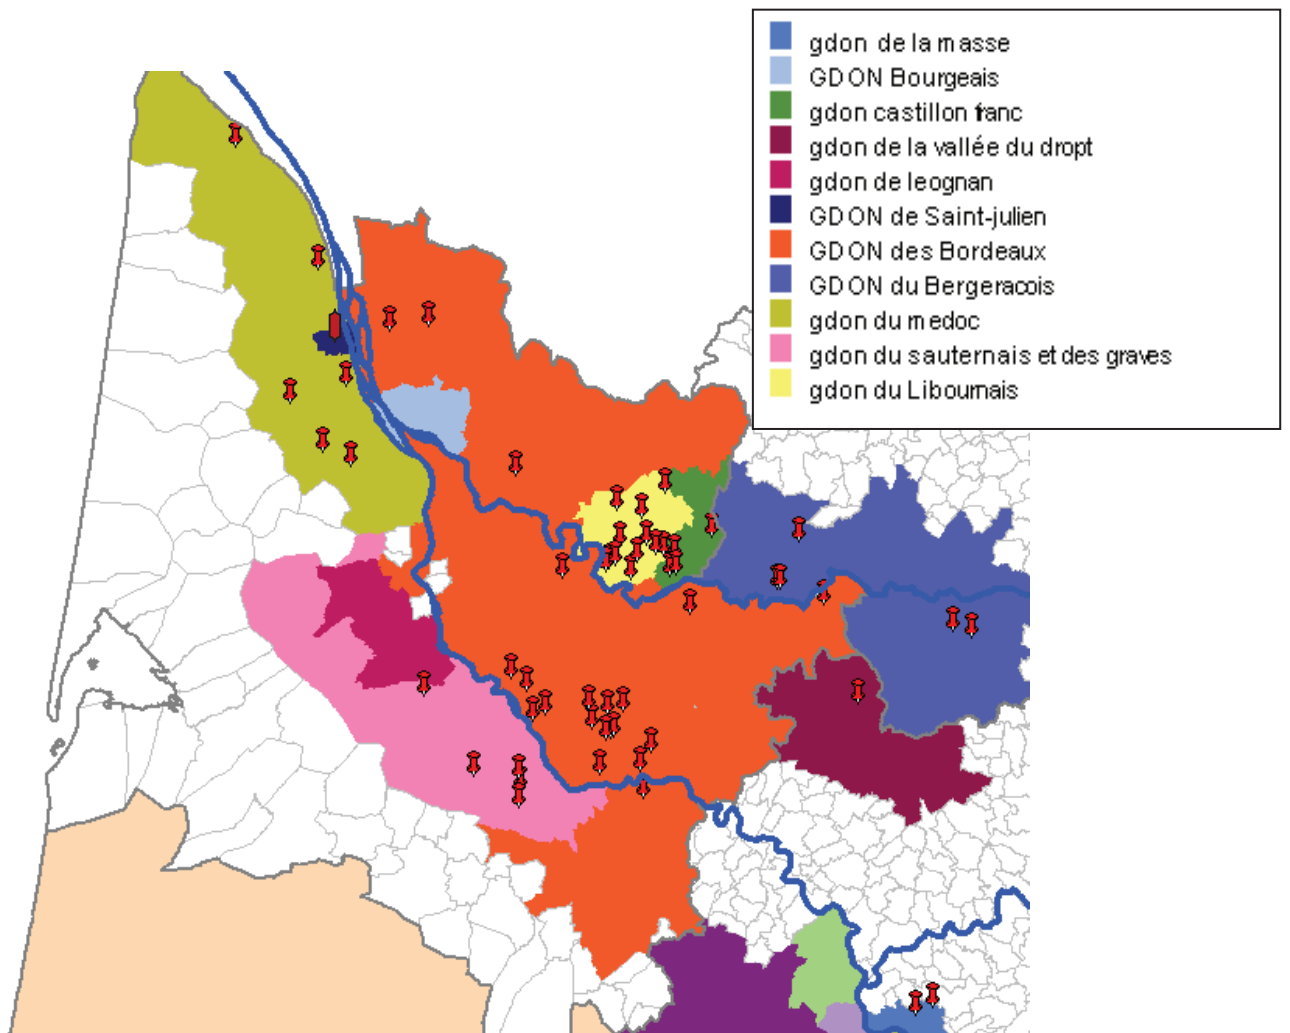 gdon de la masse
GDON Bourgeais
gdon castillon franc
gdon de la vallée du dropt
gdon de leognan
GDON de Saint-julien
GDON des Bordeaux
GDON du Bergeracois
gdon du medoc
gdon du sauternais et des graves
gdon du Libournais